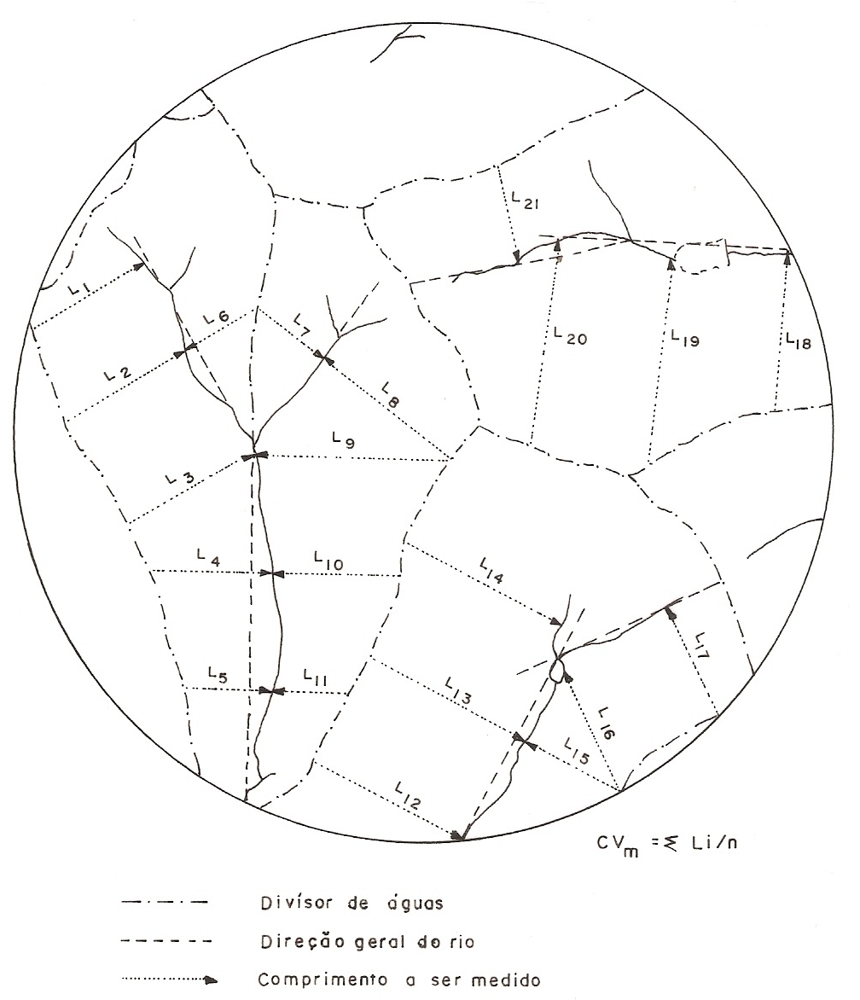 L21
L1
L6
L7
L20
L19
L18
L2
L8
L9
L3
L4
L10
L14
L17
L5
L11
L13
L16
L15
L12
CVm = Σ Li/n
Divísor de águas
Direção geral do rio
Comprimento a ser medido